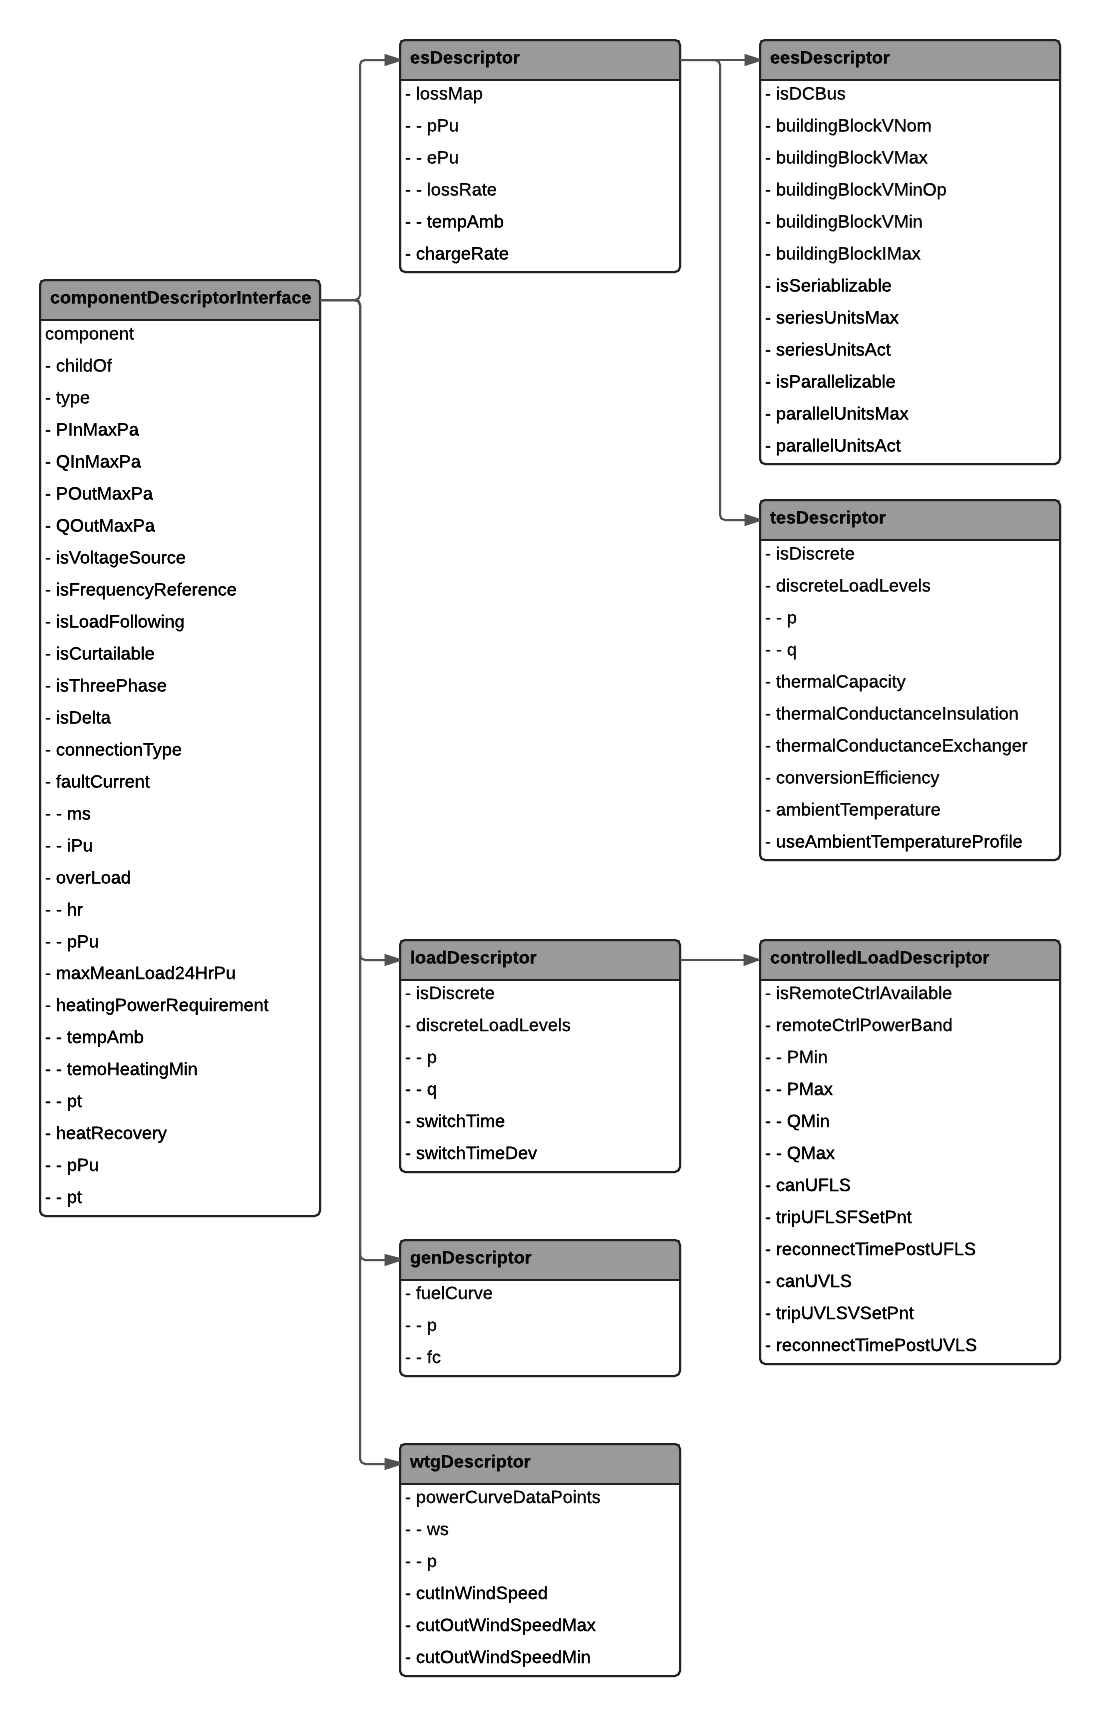 componentDescriptorInterface
component
- childOf
- type
- PInMaxPa
- QInMaxPa
- POutMaxPa
- QOutMaxPa
- isVoltageSource
- isFrequencyReference
- isLoadFollowing
- isCurtailable
- isThreePhase
- isDelta
- connectionType
- faultCurrent
- - ms
- - iPu
- overLoad
- - hr
- - pPu
- maxMeanLoad24HrPu
- heatingPowerRequirement
- - tempAmb
- - temoHeatingMin
- - pt
- heatRecovery
- - pPu
- - pt
esDescriptor
- lossMap
- - pPu
- - ePu
- - lossRate
- - tempAmb
- chargeRate
eesDescriptor
- isDCBus
- buildingBlockVNom
- buildingBlockVMax
- buildingBlockVMinOp
- buildingBlockVMin
- buildingBlockIMax
- isSeriablizable
- seriesUnitsMax
- seriesUnitsAct
- isParallelizable
- parallelUnitsMax
- parallelUnitsAct
tesDescriptor
- isDiscrete
- discreteLoadLevels
- - p
- - q
- thermalCapacity
- thermalConductanceInsulation
- thermalConductanceExchanger
- conversionEfficiency
- ambientTemperature
- useAmbientTemperatureProfile
loadDescriptor
- isDiscrete
- discreteLoadLevels
- - p
- - q
- switchTime
- switchTimeDev
controlledLoadDescriptor
- isRemoteCtrlAvailable
- remoteCtrlPowerBand
- - PMin
- - PMax
- - QMin
- - QMax
- canUFLS
- tripUFLSFSetPnt
- reconnectTimePostUFLS
- canUVLS
- tripUVLSVSetPnt
- reconnectTimePostUVLS
genDescriptor
- fuelCurve
- - p
- - fc
wtgDescriptor
- powerCurveDataPoints
- - ws
- - p
- cutInWindSpeed
- cutOutWindSpeedMax
- cutOutWindSpeedMin